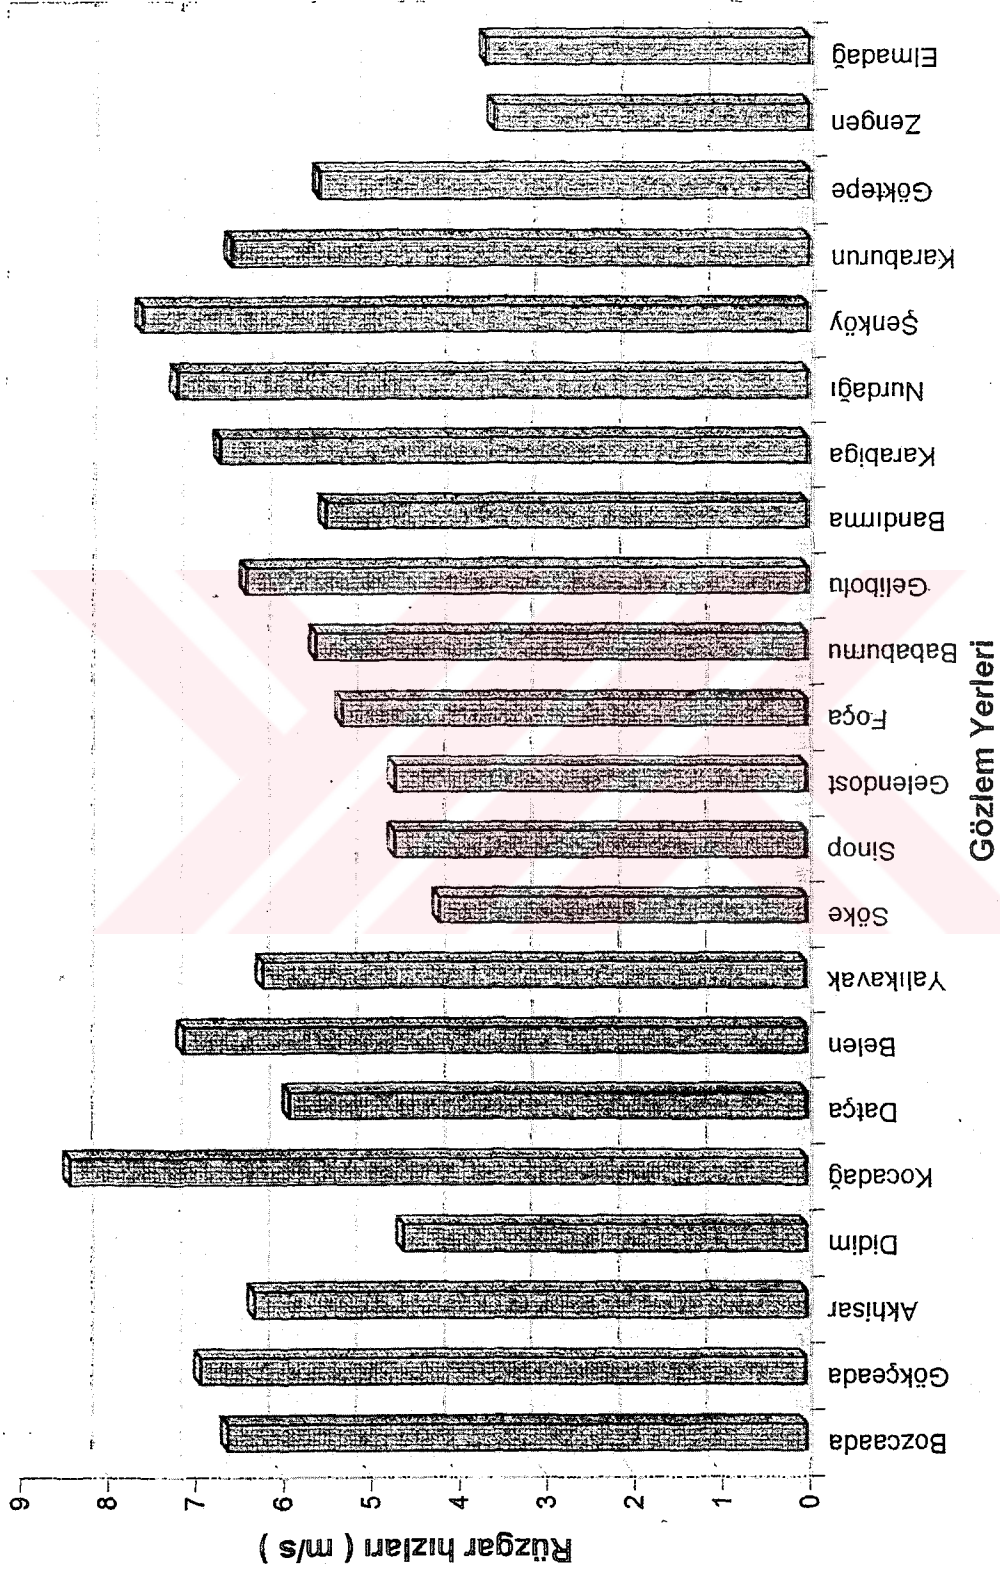 Rüzgar hızları ( m/s )
9
8
7
6
5
4
3
2
1
0
Bozcaada
Gökçeada
Akhisar
Didim
Kocadağ
Datça
Belen
Yalıkavak
Söke
Sinop
Gelendost
Foça
Bababurnu
Gelibolu
Bandırma
Karabiga
Nurdağı
Şenköy
Karaburun
Göktepe
Zengen
Elmadağ
Gözlem Yerleri